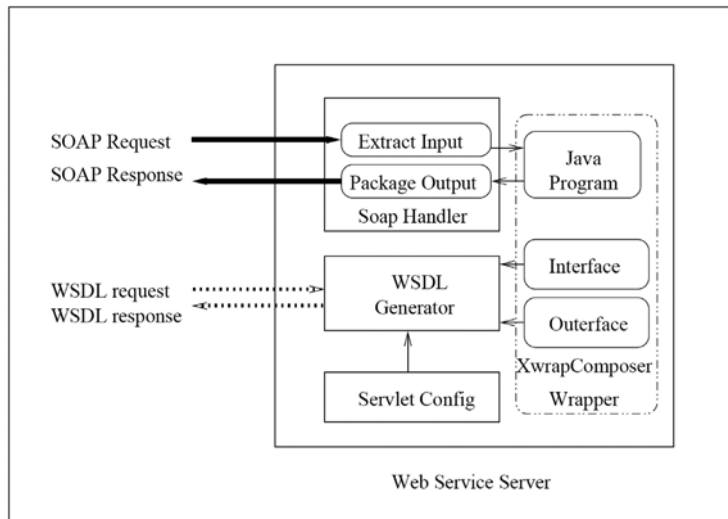 SOAP Request
SOAP Response
Extract Input
Package Output
Soap Handler
Java
Program
WSDL request
WSDL response
WSDL
Generator
Interface
Outerface
XwrapComposer
Wrapper
Servlet Config
Web Service Server